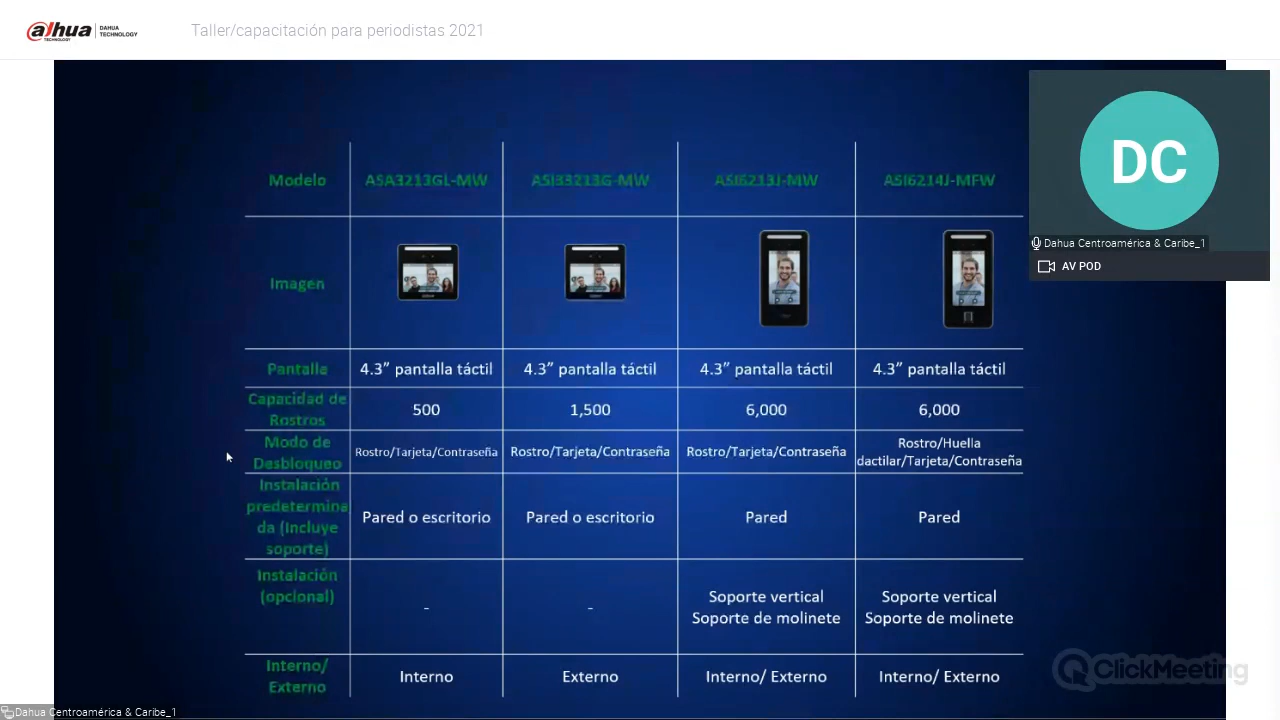 alhua
TECHNOLOGY
DAHUA
TECHNOLOGY
Taller/capacitación para periodistas 2021
DC
Dahua Centroamérica & Caribe_1
AV POD
Modelo ASA3213GL-MW ASI33213G-MW ASI6213J-MW ASI6214J-MFW
Imagen
Pantalla 4.3” pantalla táctil 4.3” pantalla táctil 4.3” pantalla táctil 4.3” pantalla táctil
Capacidad de
Rostros 500 1,500 6,000 6,000
Modo de
Desbloqueo Rostro/Tarjeta/Contraseña Rostro/Tarjeta/Contraseña Rostro/Tarjeta/Contraseña Rostro/Huella
dactilar/Tarjeta/Contraseña
Instalación
predetermina
da (Incluye
soporte) Pared o escritorio Pared o escritorio Pared Pared
Instalación
(opcional) - - Soporte vertical Soporte vertical
Soporte de molinete Soporte de molinete
Interno/
Externo Interno Externo Interno/ Externo Interno/ Externo
ClickMeeting
Dahua Centroamérica & Caribe_1